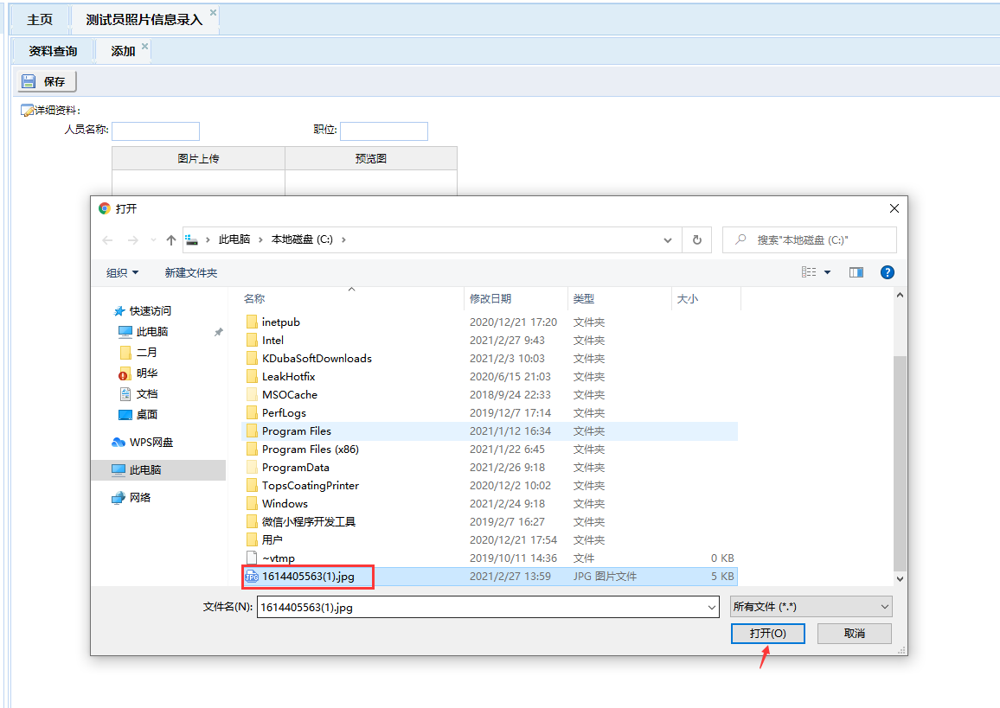 主页 测试员照片信息录入
资料查询 添加
保存
详细资料:
人员名称: 职位:
图片上传 预览图
打开
此电脑 本地磁盘 (C:) 搜索"本地磁盘 (C:)"
组织 新建文件夹
名称 修改日期 类型 大小
快速访问
此电脑
二月
明华
文档
桌面
WPS网盘
此电脑
网络
inetpub 2020/12/21 17:20 文件夹
Intel 2021/2/27 9:43 文件夹
KDubaSoftDownloads 2021/2/3 10:03 文件夹
LeakHotfix 2020/6/15 21:03 文件夹
MSOCache 2018/9/24 22:33 文件夹
PerfLogs 2019/12/7 17:14 文件夹
Program Files 2021/1/12 16:34 文件夹
Program Files (x86) 2021/1/22 6:45 文件夹
ProgramData 2021/2/26 9:18 文件夹
TopsCoatingPrinter 2020/12/2 10:02 文件夹
Windows 2021/2/24 9:18 文件夹
微信小程序开发工具 2019/2/7 16:27 文件夹
用户 2020/12/21 17:54 文件夹
~vtmp 2019/10/11 14:36 文件 0 KB
JPG 1614405563(1).jpg 2021/2/27 13:59 JPG 图片文件 5 KB
文件名(N): 1614405563(1).jpg 所有文件 (*.*)
打开(O) 取消